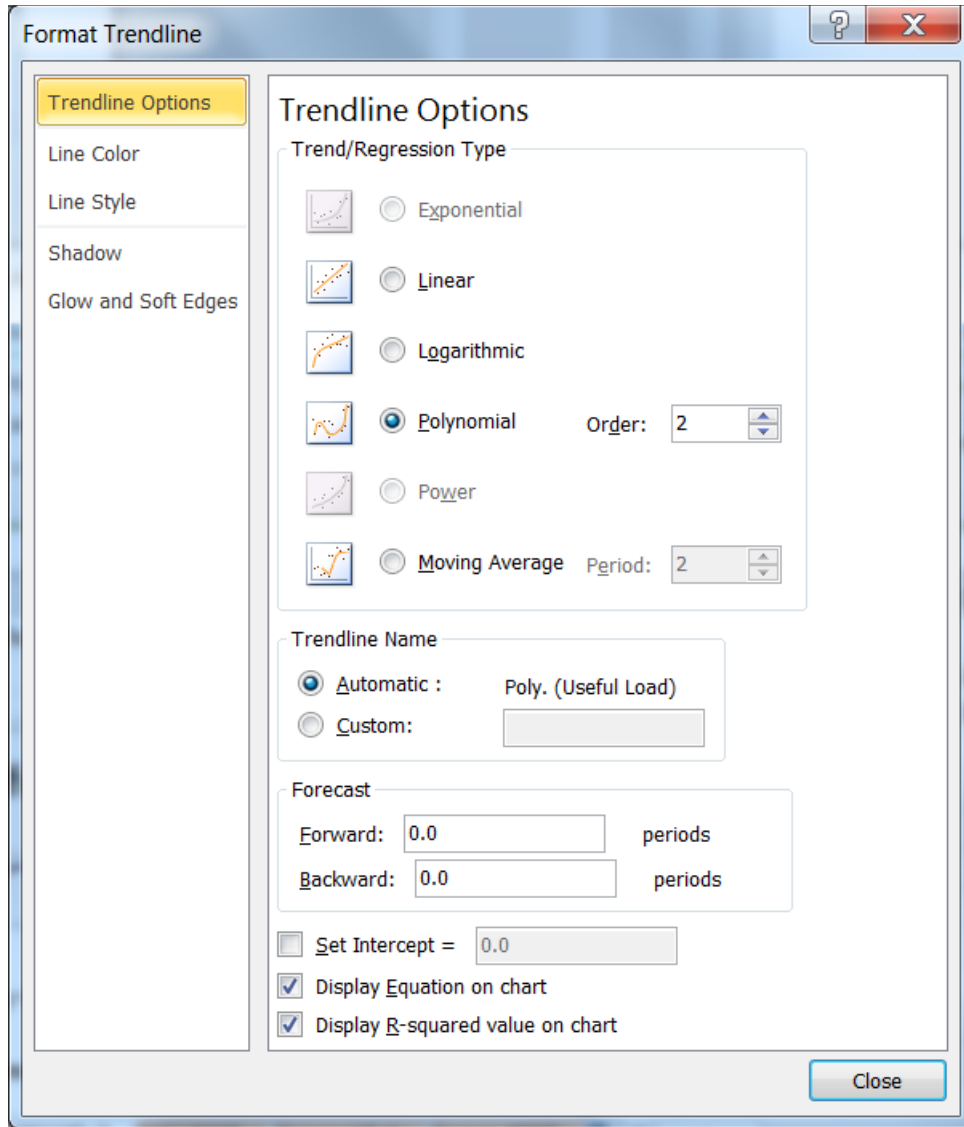 Format Trendline
Trendline Options
Line Color
Line Style
Shadow
Glow and Soft Edges
Trendline Options
Trend/Regression Type
Exponential
Linear
Logarithmic
Polynomial Order: 2
Power
Moving Average Period: 2
Trendline Name
Automatic : Poly. (Useful Load)
Custom:
Forecast
Forward: 0.0 periods
Backward: 0.0 periods
Set Intercept = 0.0
Display Equation on chart
Display R-squared value on chart
Close